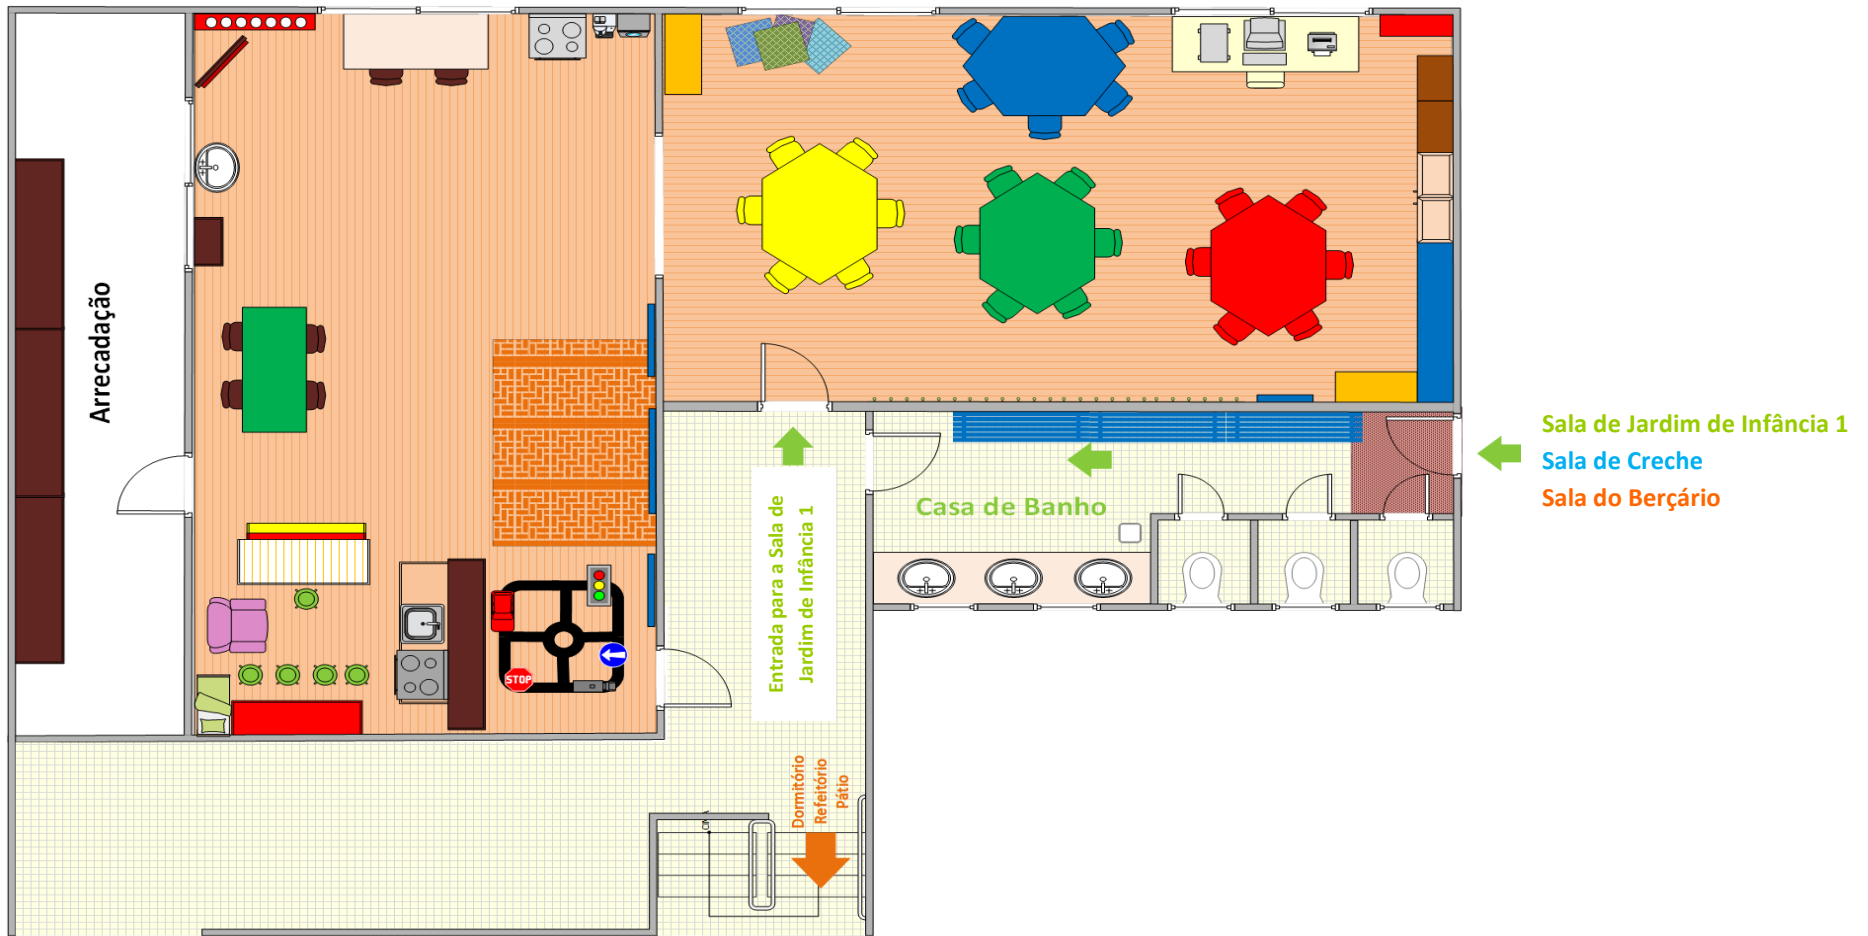 Arrecadação
STOP
Entrada para a Sala de
Jardim de Infância 1
Casa de Banho
Sala de Jardim de Infância 1
Sala de Creche
Sala do Berçário
Dormitório
Refeitório
Pátio